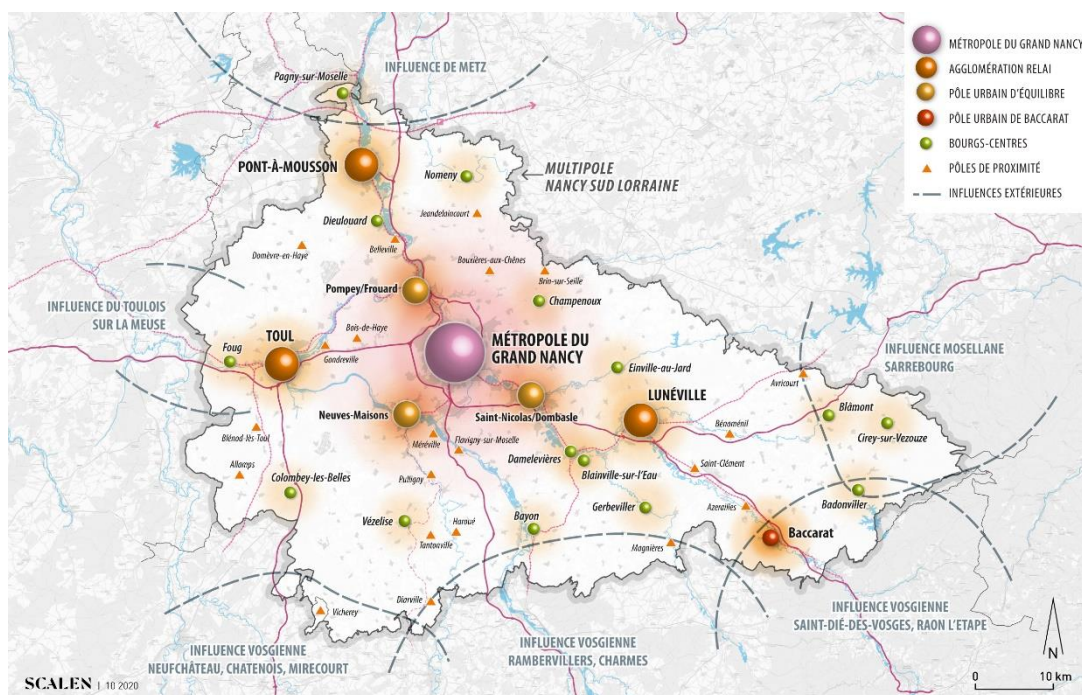 MÉTROPOLE DU GRAND NANCY
AGGLOMÉRATION RELAI
PÔLE URBAIN D'ÉQUILIBRE
PÔLE URBAIN DE BACCARAT
BOURGS-CENTRES
PÔLES DE PROXIMITÉ
INFLUENCES EXTÉRIEURES
INFLUENCE DE METZ
Pagny-sur-Moselle
PONT-À-MOUSSON
Nomeny
MULTIPOLE
NANCY SUD LORRAINE
Jeandelaincourt
Dieulouard
Belleville
Domèvre-en-Haye
Bouxières-aux-Chênes
Brin-sur-Seille
Pompey/Frouard
Champenoux
INFLUENCE DU TOULOIS
SUR LA MEUSE
Bois-de-Haye
TOUL
Foug
Gondreville
MÉTROPOLE DU
GRAND NANCY
Einville-au-Jard
INFLUENCE MOSELLANE
SARREBOURG
Avricourt
LUNÉVILLE
Neuves-Maisons
Saint-Nicolas/Dombasle
Blâmont
Cirey-sur-Vezouze
Blénod-lès-Toul
Méréville
Flavigny-sur-Moselle
Bénaménil
Damelevières
Blainville-sur-l'Eau
Saint-Clément
Allamps
Pulligny
Colombey-les-Belles
Gerbeviller
Azerailles
Badonviller
Vézelise
Haroué
Tantonville
Bayon
Baccarat
Magnières
Diarville
Vicherey
INFLUENCE VOSGIENNE
NEUFCHÂTEAU, CHATENOIS, MIRECOURT
INFLUENCE VOSGIENNE
RAMBERVILLERS, CHARMES
INFLUENCE VOSGIENNE
SAINT-DIÉ-DES-VOSGES, RAON L'ETAPE
N
0 10 km
SCALEN | 10 2020